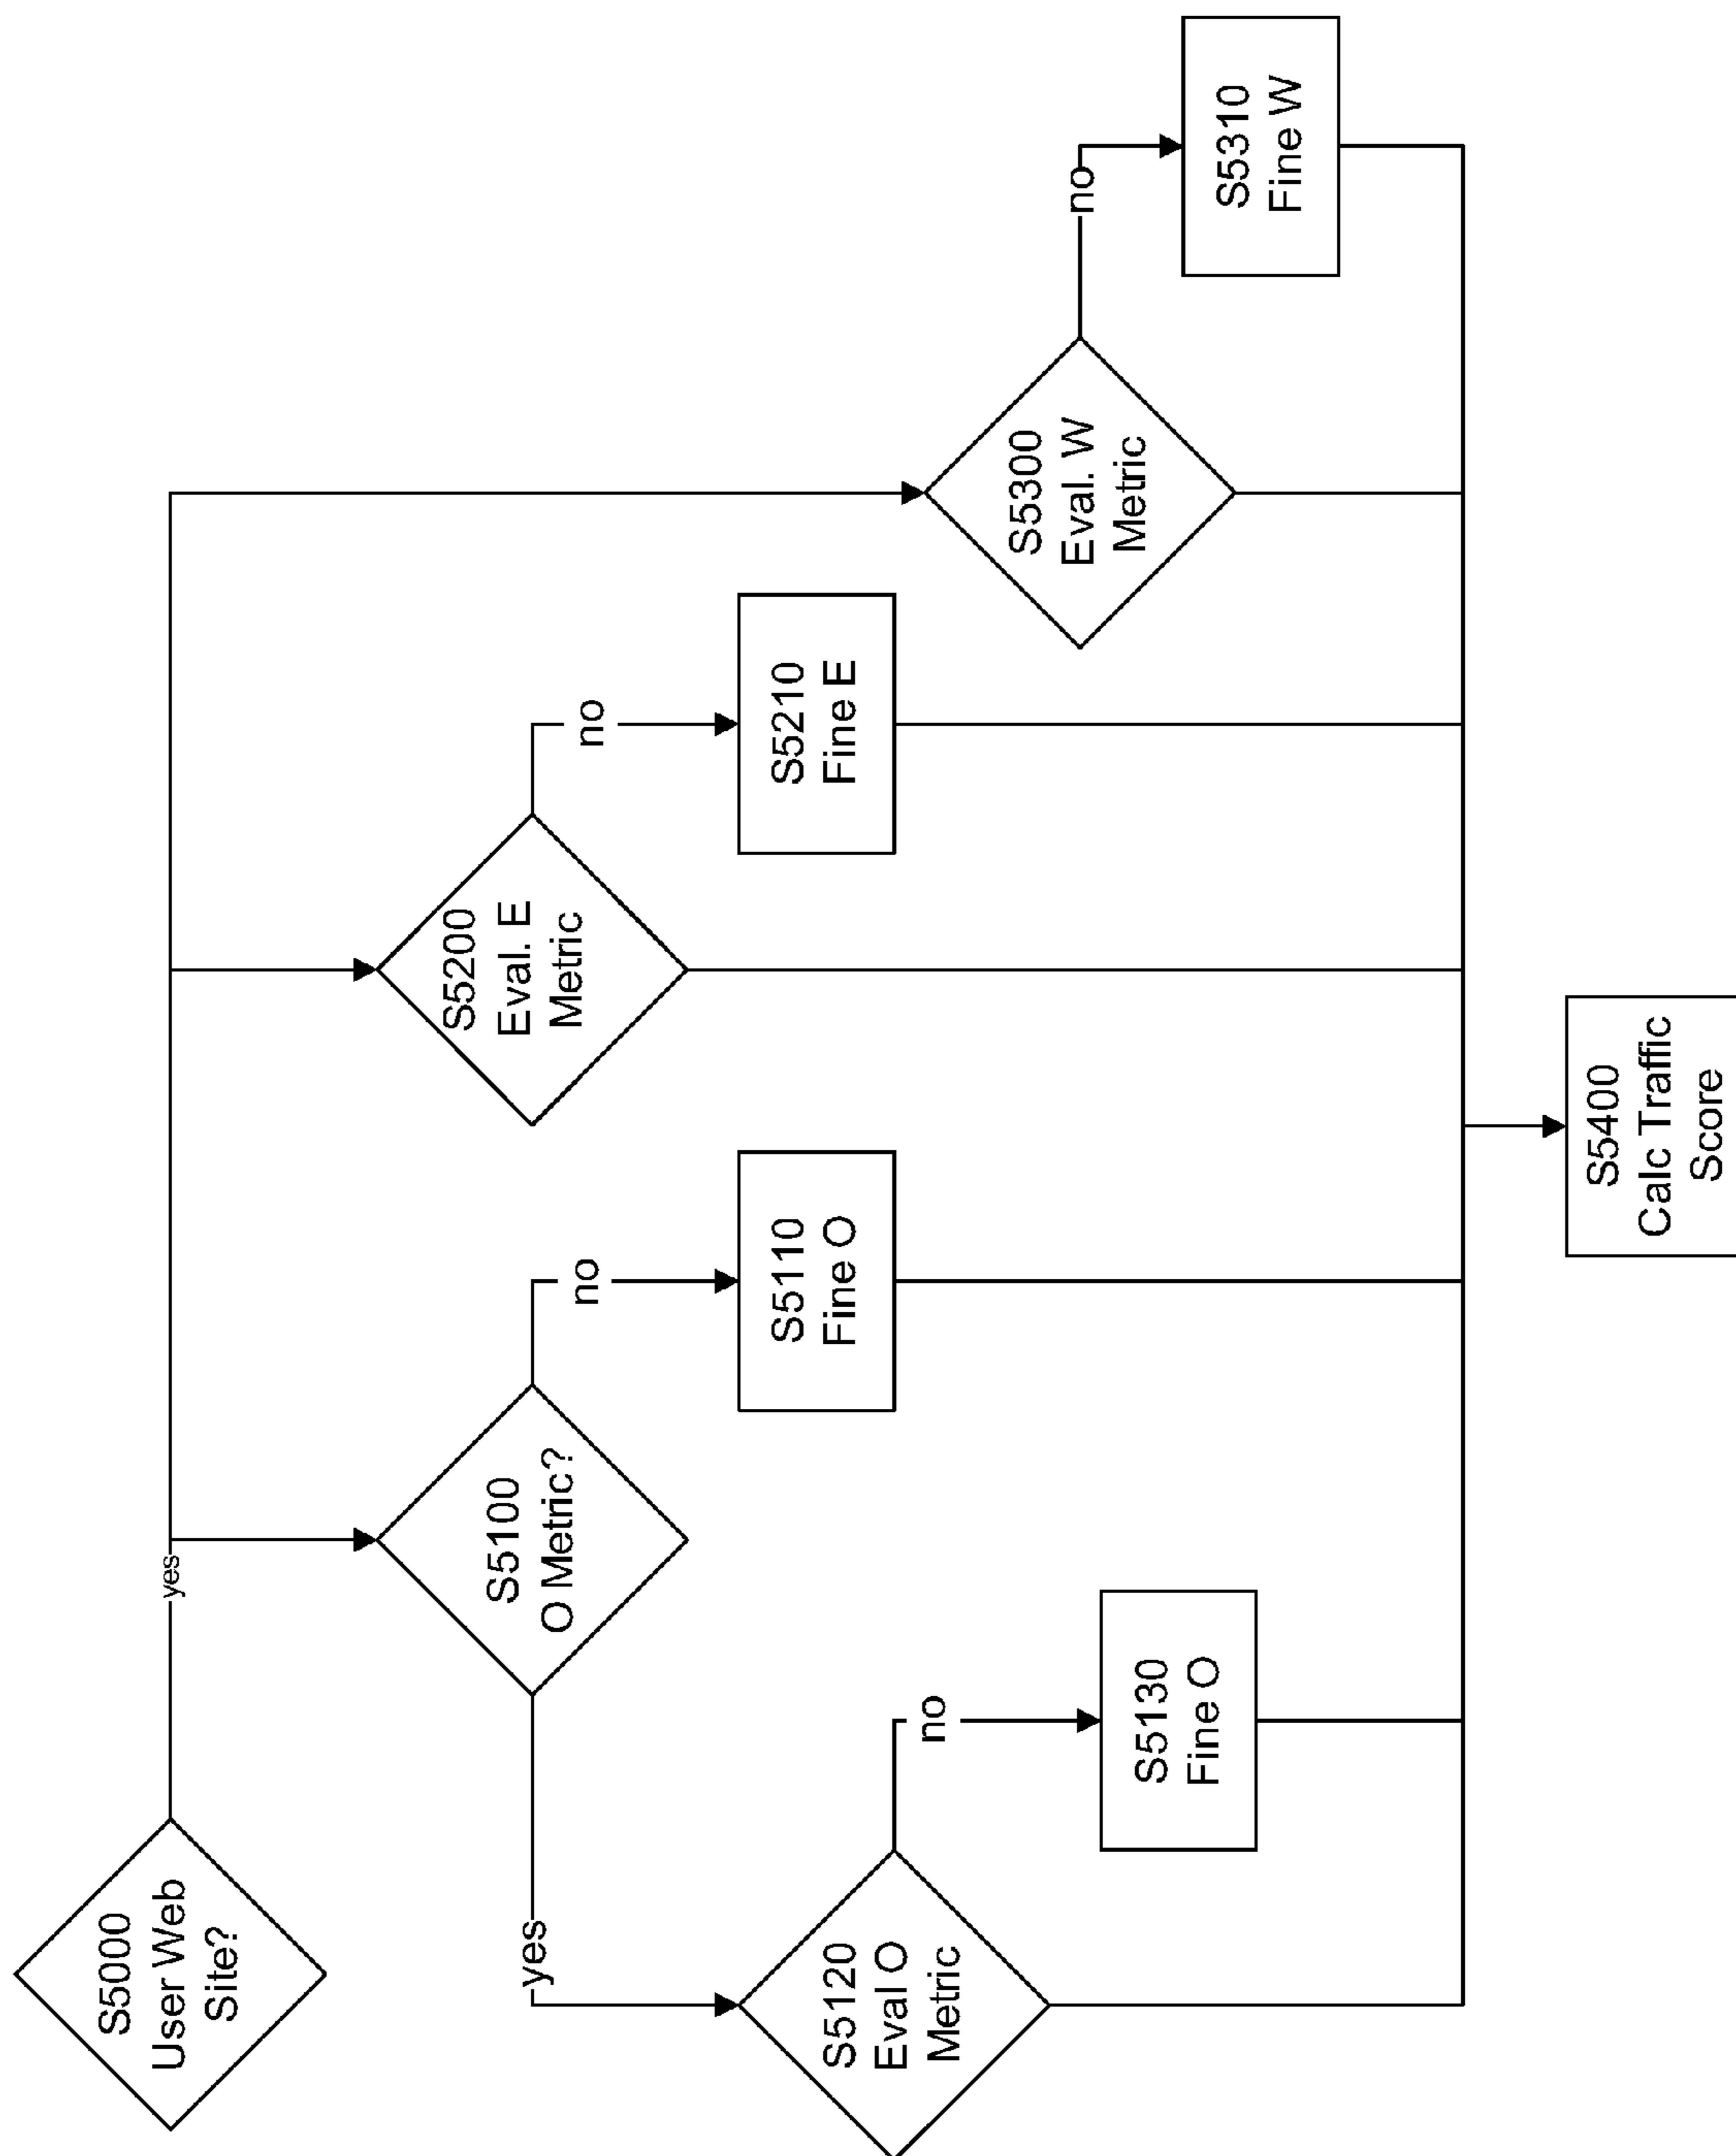 S5000
User Web
Site?
yes
S5100
O Metric?
yes
no
S5200
Eval. E
Metric
no
S5120
Eval O
Metric
no
S5110
Fine O
S5210
Fine E
S5300
Eval. W
Metric
no
S5130
Fine O
S5310
Fine W
S5400
Calc Traffic
Score